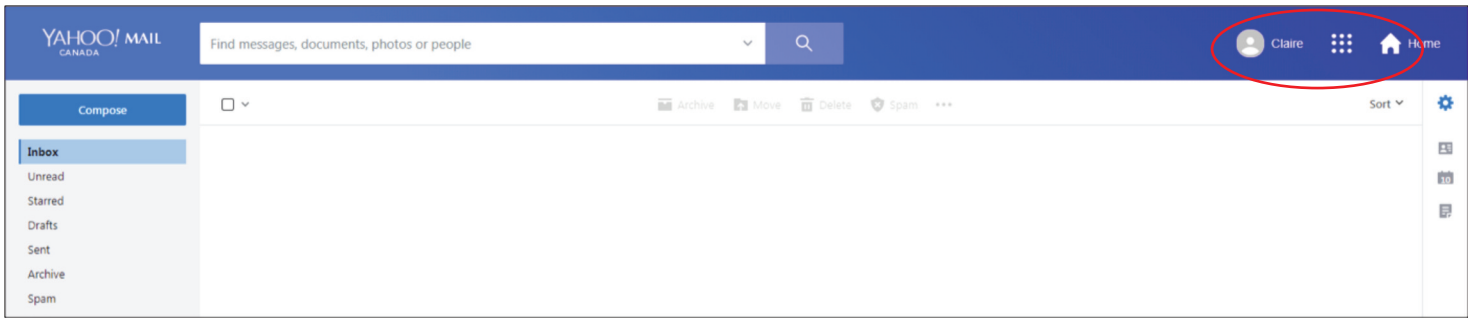 YAHOO! MAIL
CANADA
Find messages, documents, photos or people
Claire
Home
Compose
Archive Move Delete Spam
Sort
Inbox
Unread
10
Starred
Drafts
Sent
Archive
Spam